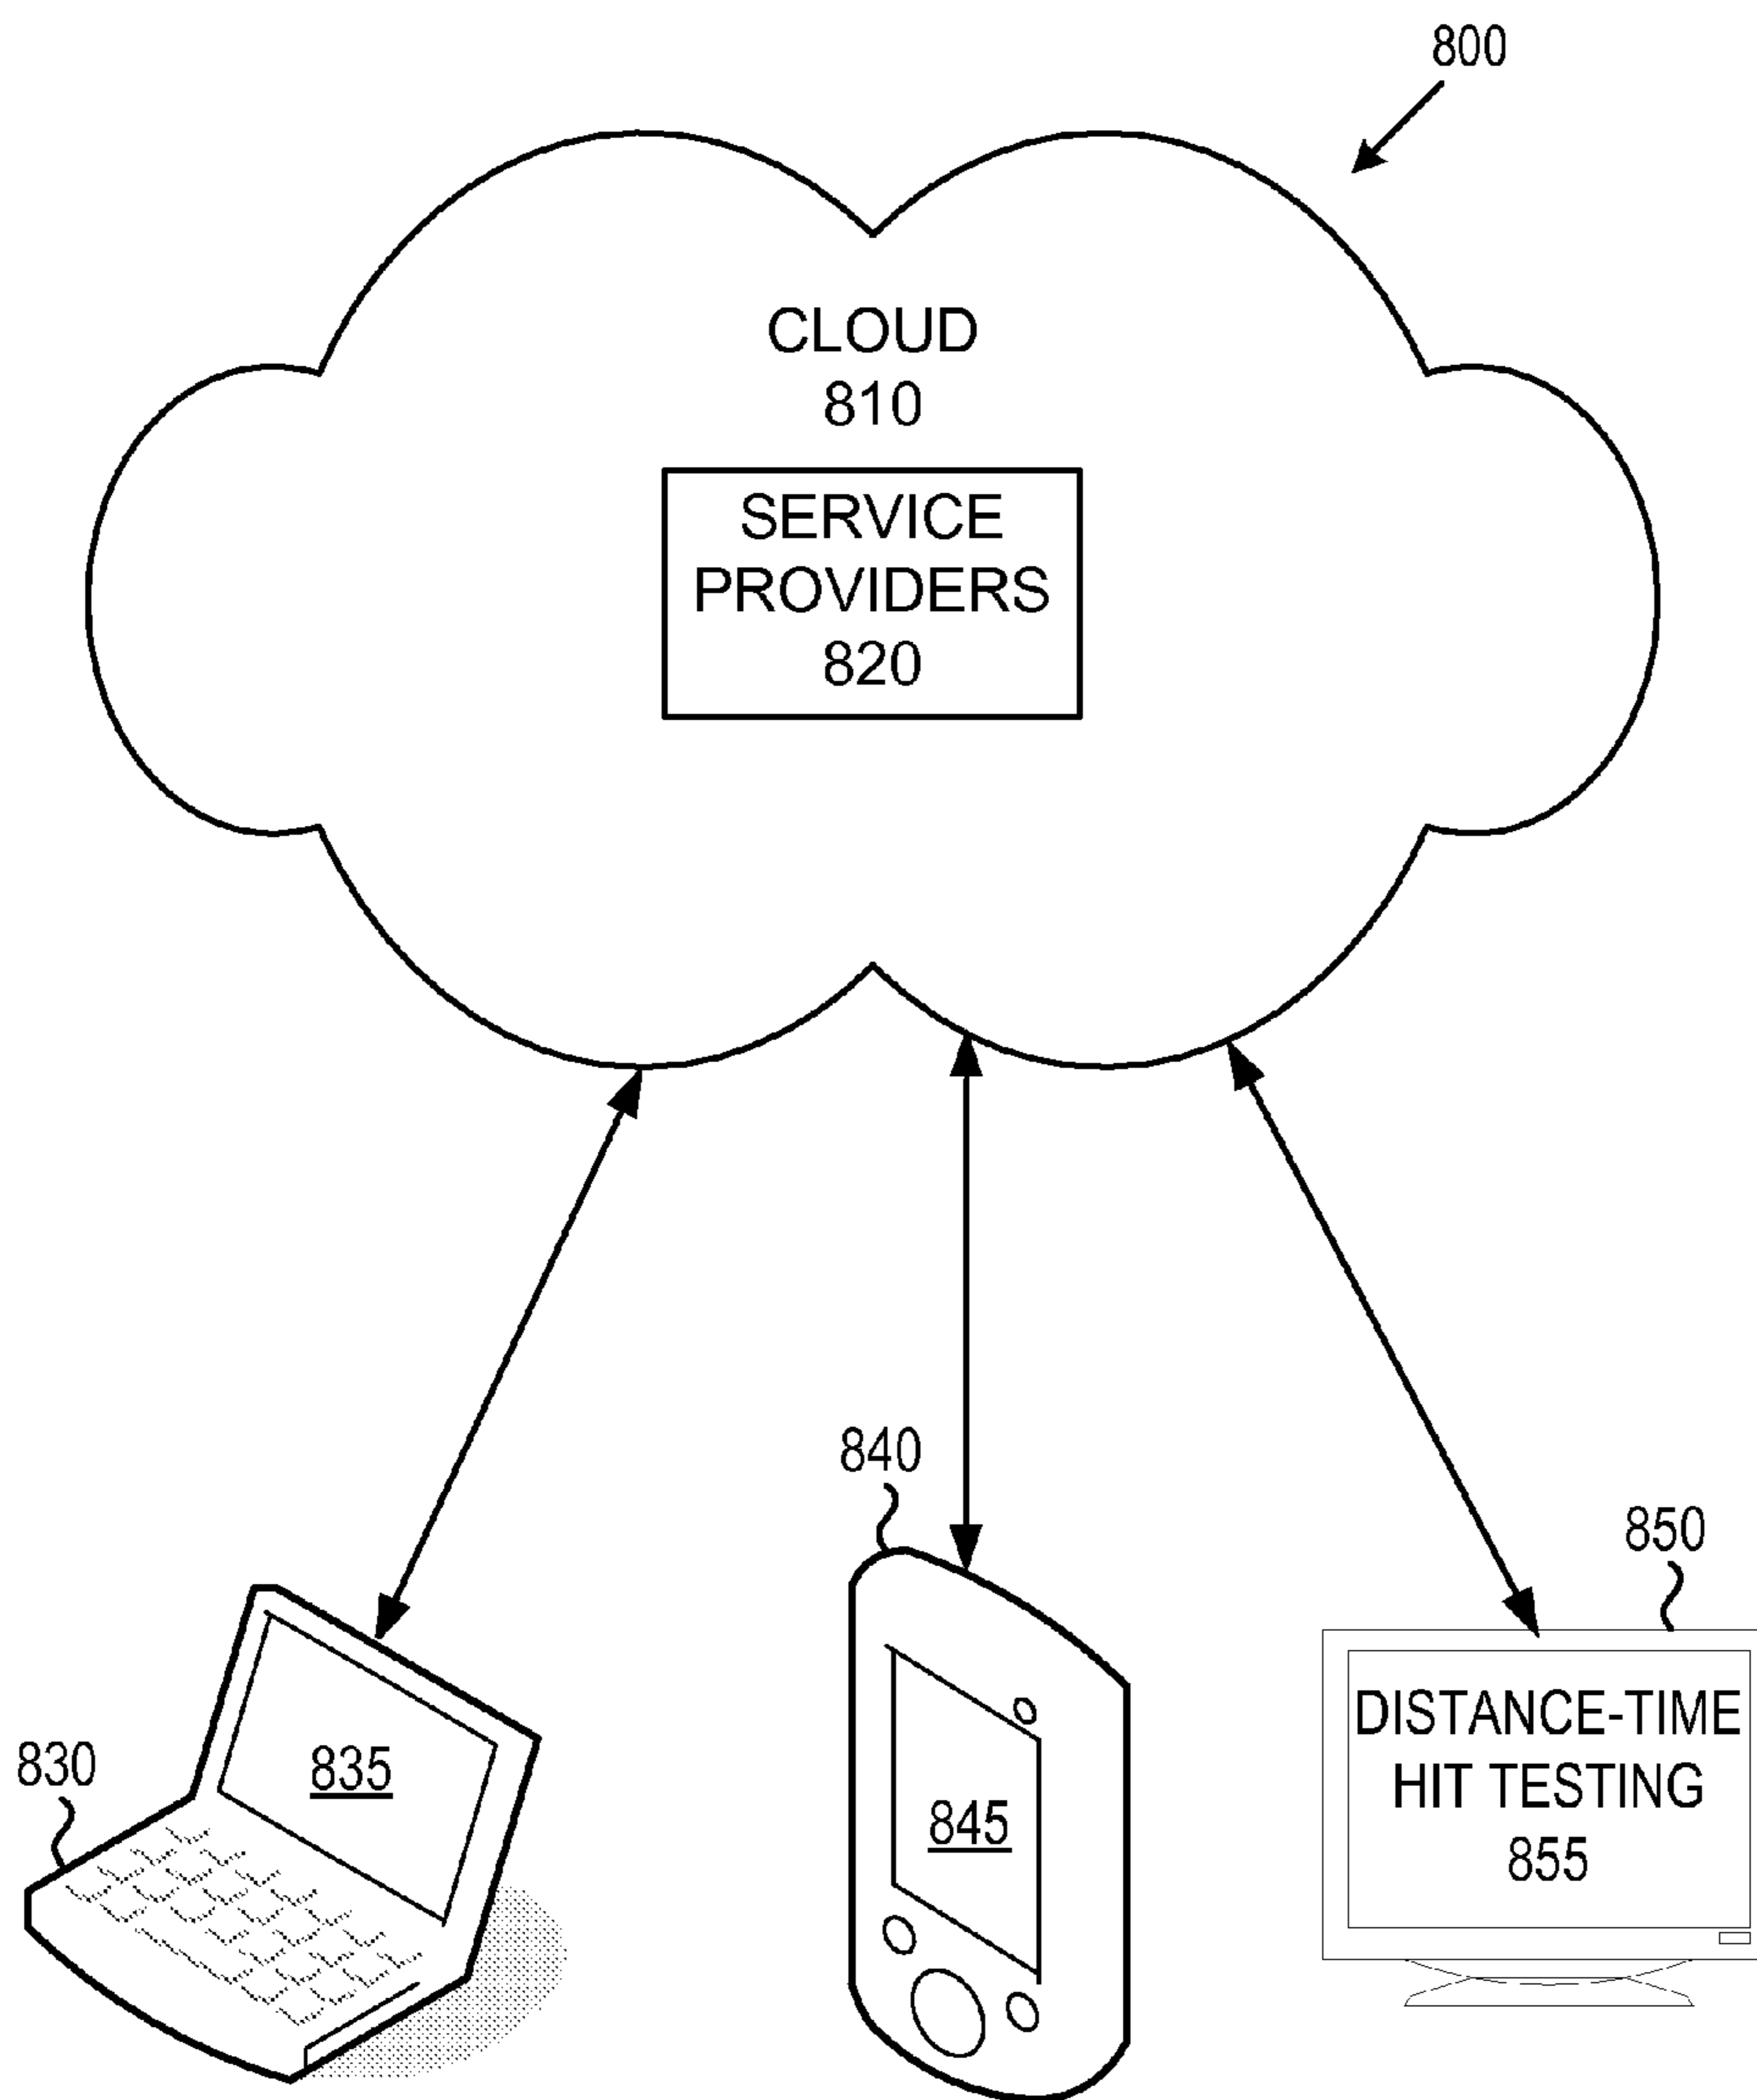 800
CLOUD
810
SERVICE
PROVIDERS
820
840
850
830
835
845
DISTANCE-TIME
HIT TESTING
855